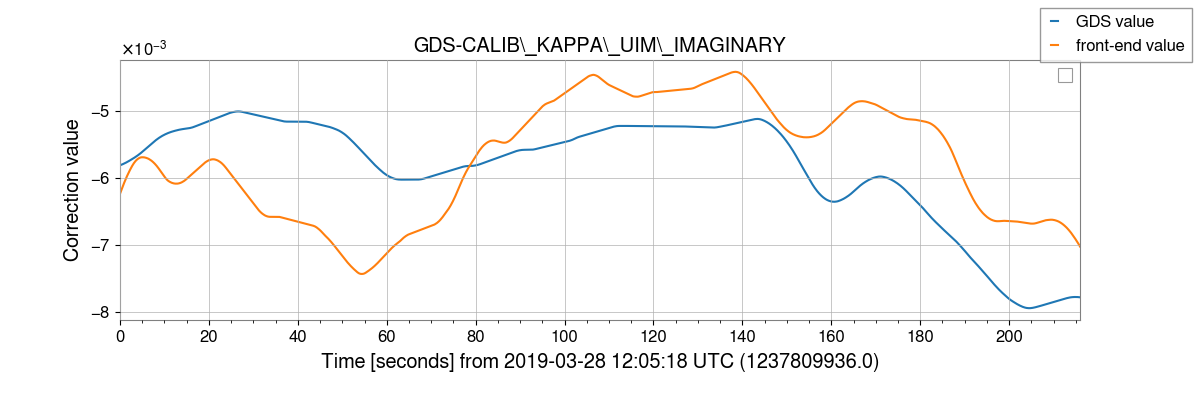 GDS value
front-end value
×10⁻³
GDS-CALIB\_KAPPA\_UIM\_IMAGINARY
Correction value
−5
−6
−7
−8
0 20 40 60 80 100 120 140 160 180 200
Time [seconds] from 2019-03-28 12:05:18 UTC (1237809936.0)